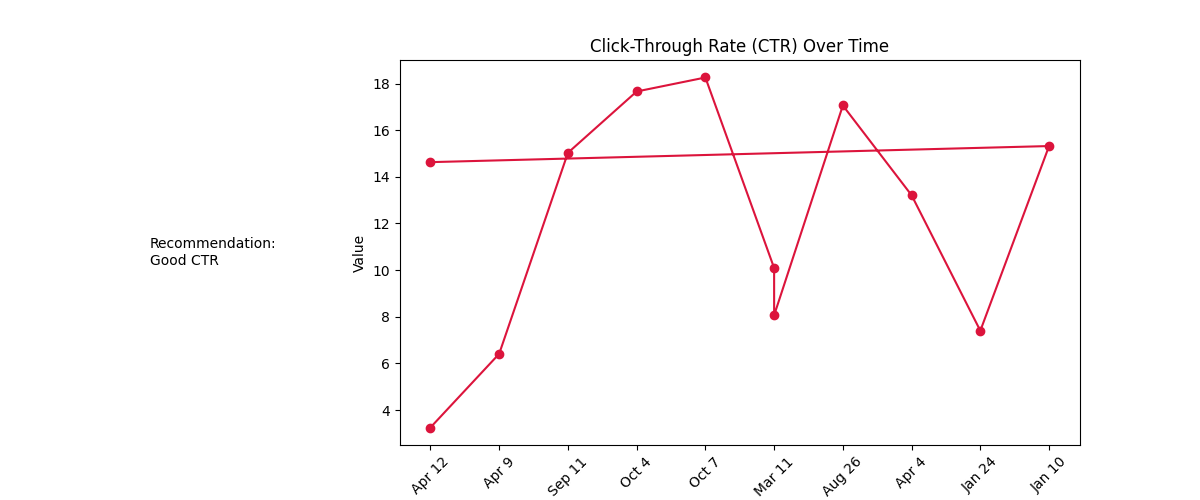 Click-Through Rate (CTR) Over Time
Recommendation:
Good CTR
Value
18
16
14
12
10
8
6
4
Apr 12
Apr 9
Sep 11
Oct 4
Oct 7
Mar 11
Aug 26
Apr 4
Jan 24
Jan 10